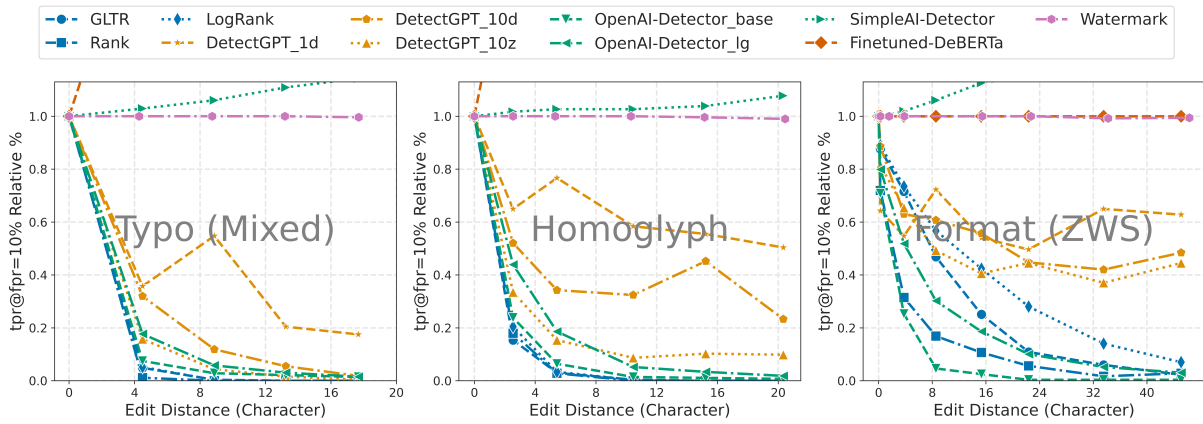 GLTR LogRank DetectGPT_10d OpenAI-Detector_base SimpleAI-Detector Watermark
Rank DetectGPT_1d DetectGPT_10z OpenAI-Detector_lg Finetuned-DeBERTa
tpr@fpr=10% Relative %
1.0
0.8
0.6
0.4
0.2
0.0
Typo (Mixed)
0 4 8 12 16 20
Edit Distance (Character)
tpr@fpr=10% Relative %
1.0
0.8
0.6
0.4
0.2
0.0
Homoglyph
0 4 8 12 16 20
Edit Distance (Character)
tpr@fpr=10% Relative %
1.0
0.8
0.6
0.4
0.2
0.0
Format (ZWS)
0 8 16 24 32 40
Edit Distance (Character)